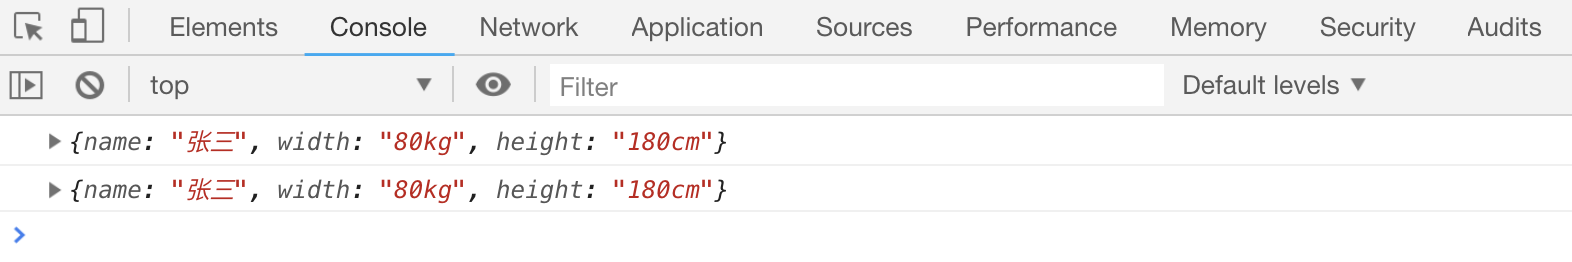 Elements Console Network Application Sources Performance Memory Security Audits
top Filter Default levels
{name: "张三", width: "80kg", height: "180cm"}
{name: "张三", width: "80kg", height: "180cm"}